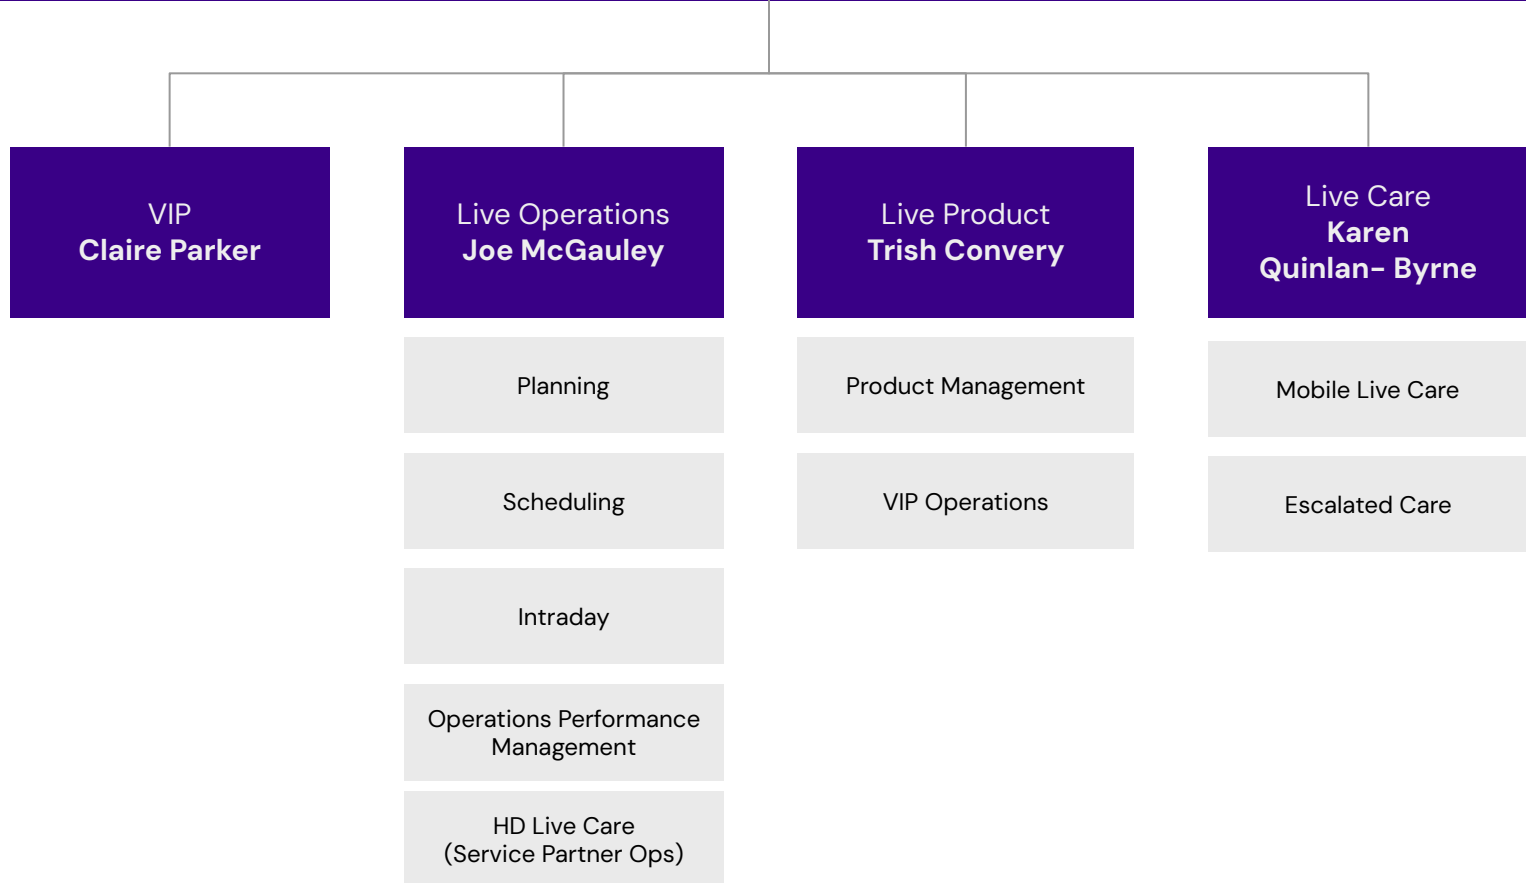 VIP
Claire Parker
Live Operations
Joe McGauley
Planning
Scheduling
Intraday
Operations Performance
Management
HD Live Care
(Service Partner Ops)
Live Product
Trish Convery
Product Management
VIP Operations
Live Care
Karen
Quinlan- Byrne
Mobile Live Care
Escalated Care